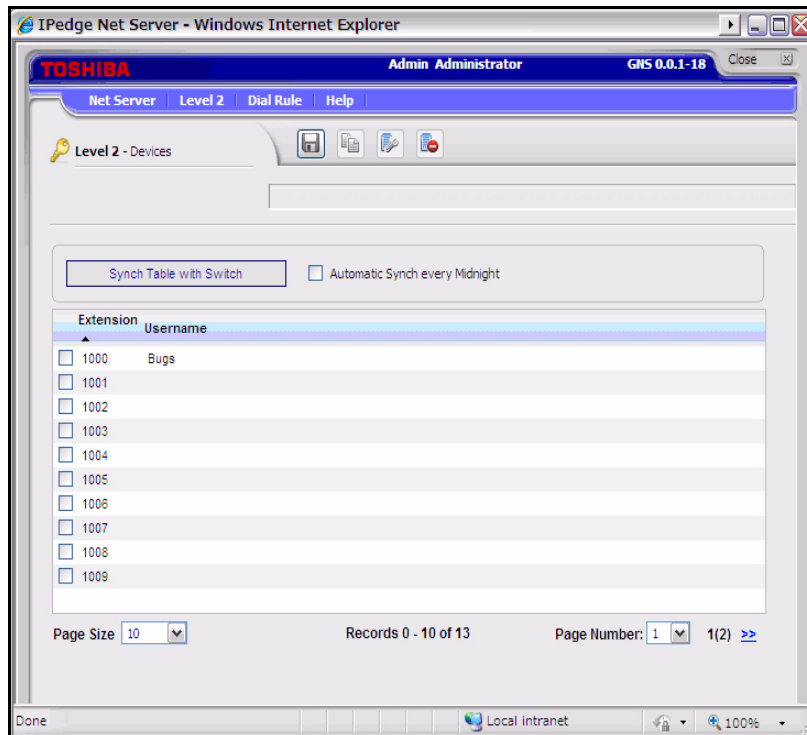 IPedge Net Server - Windows Internet Explorer
TOSHIBA Admin Administrator GNS 0.0.1-18 Close
Net Server Level 2 Dial Rule Help
Level 2 - Devices
Synch Table with Switch Automatic Synch every Midnight
Extension Username
1000 Bugs
1001
1002
1003
1004
1005
1006
1007
1008
1009
Page Size 10 Records 0 - 10 of 13 Page Number: 1 1(2) >>
Done Local intranet 100%